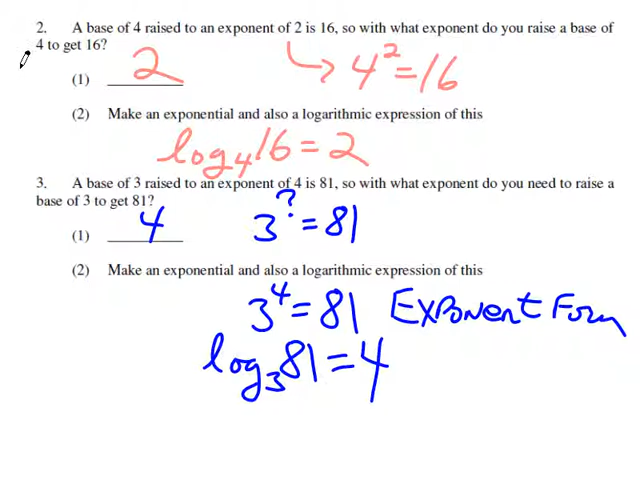 2. A base of 4 raised to an exponent of 2 is 16, so with what exponent do you raise a base of
4 to get 16?
(1) 2 4² = 16
(2) Make an exponential and also a logarithmic expression of this
log₄16 = 2
3. A base of 3 raised to an exponent of 4 is 81, so with what exponent do you need to raise a
base of 3 to get 81?
(1) 4 3^? = 81
(2) Make an exponential and also a logarithmic expression of this
3⁴ = 81 Exponent Form
log₃81 = 4